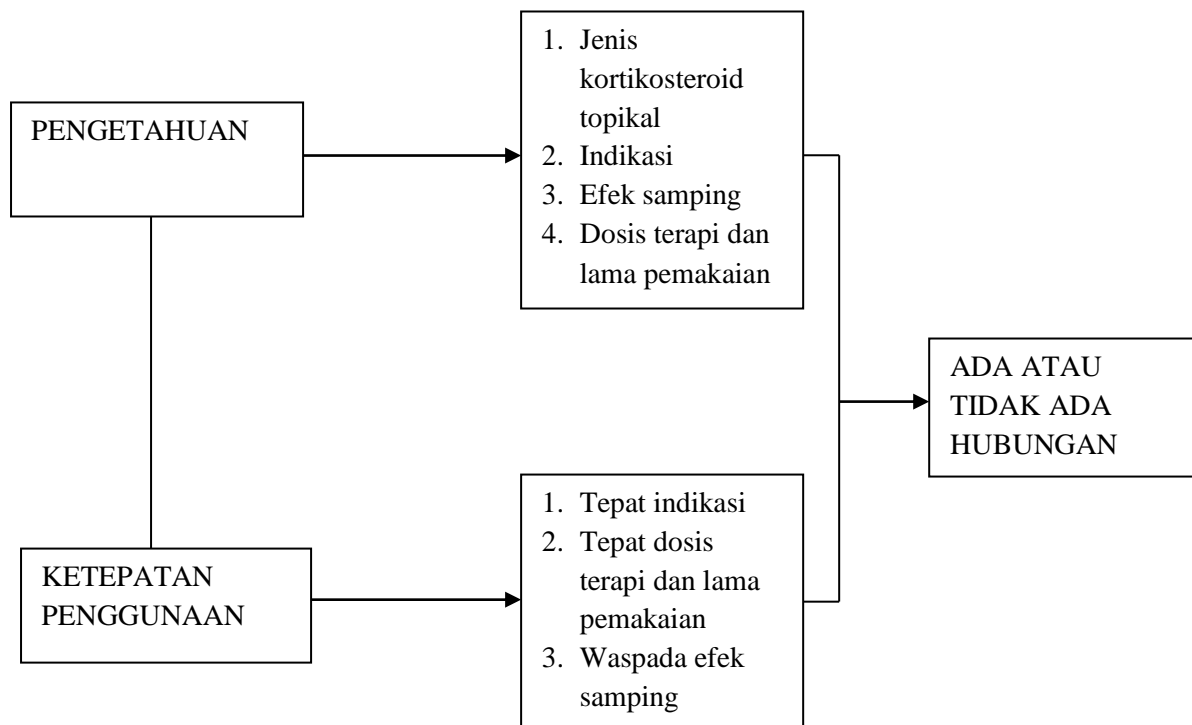 PENGETAHUAN
1. Jenis
kortikosteroid
topikal
2. Indikasi
3. Efek samping
4. Dosis terapi dan
lama pemakaian
ADA ATAU
TIDAK ADA
HUBUNGAN
KETEPATAN
PENGGUNAAN
1. Tepat indikasi
2. Tepat dosis
terapi dan lama
pemakaian
3. Waspada efek
samping